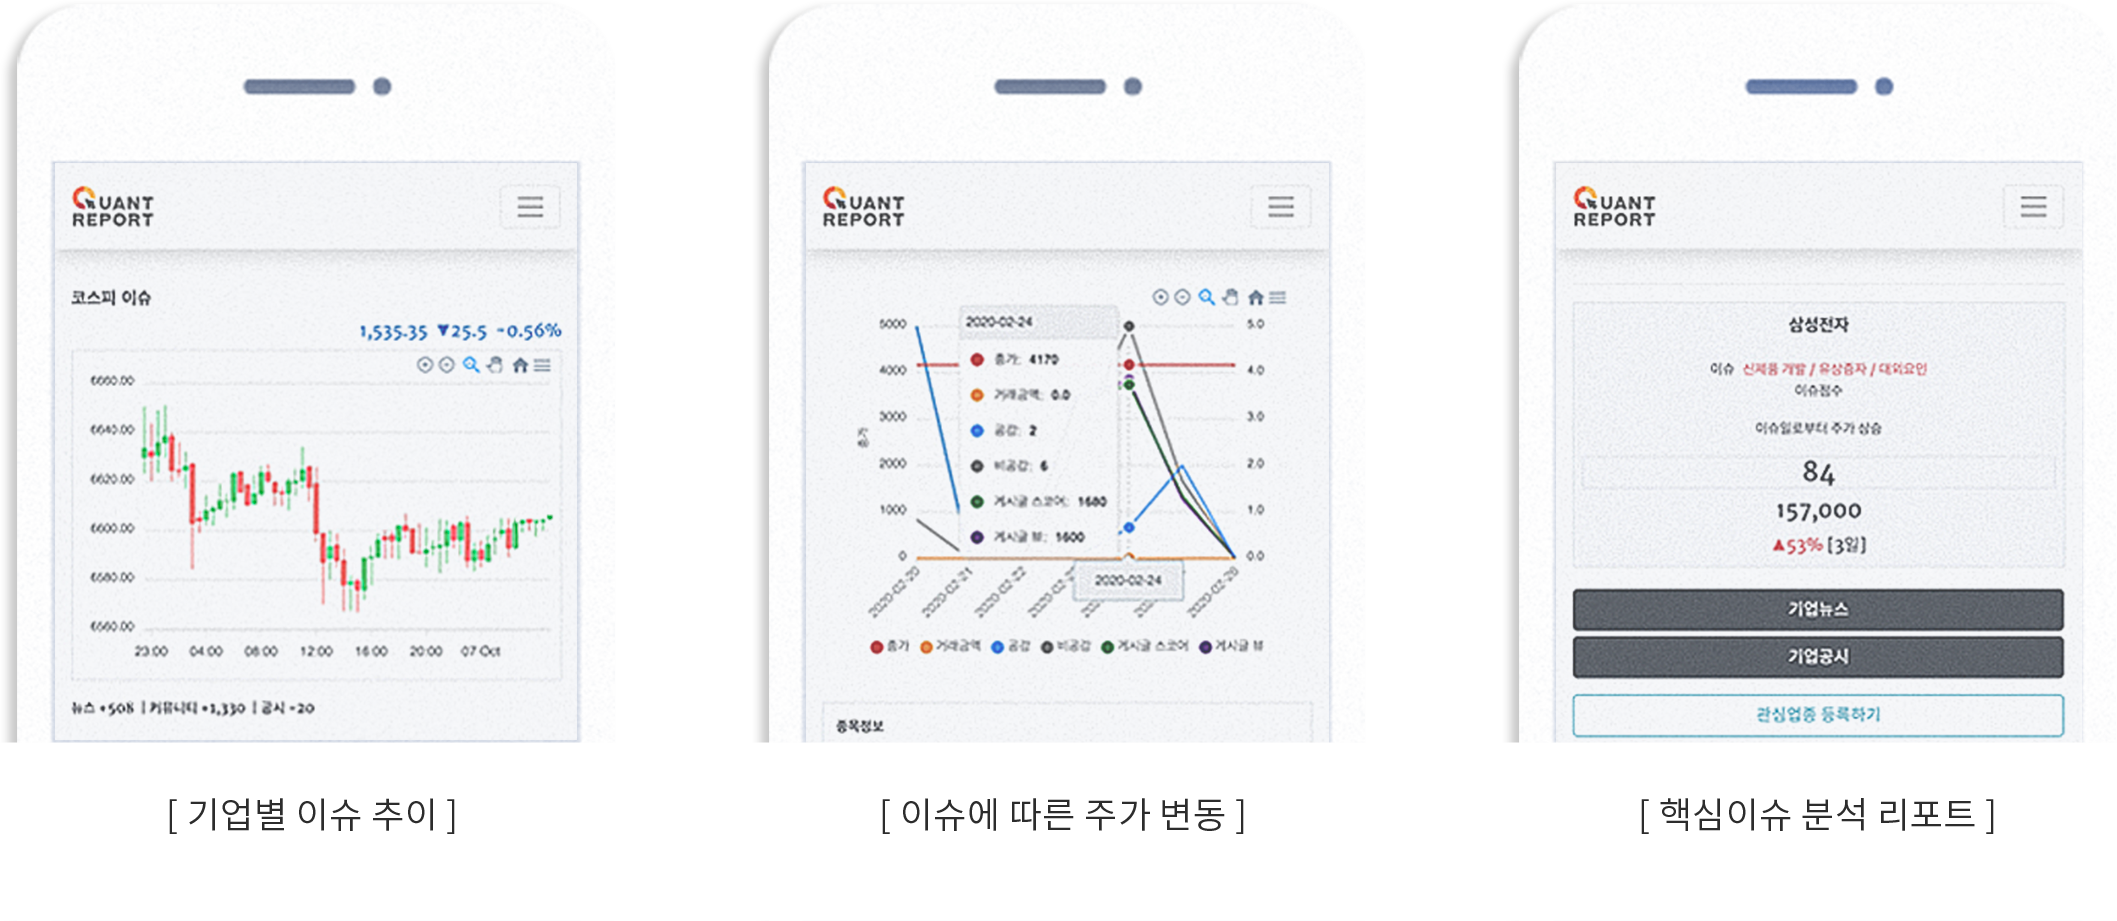 QUANT
REPORT
코스피 이슈
1,535.35 ▼25.5 -0.56%
6660.00
6640.00
6620.00
6600.00
6580.00
6560.00
23:00 04:00 08:00 12:00 16:00 20:00 07 Oct
뉴스 +508 | 커뮤니티 +1,330 | 공시 -20
[ 기업별 이슈 추이 ]
QUANT
REPORT
2020-02-24
종가: 4170
거래금액: 0.0
공감: 2
비공감: 6
게시글 스코어: 1680
게시글 뷰: 1600
5000
4000
3000
2000
1000
0
종가
5.0
4.0
3.0
2.0
1.0
0.0
2020-02-20 2020-02-21 2020-02-22
2020-02-24
종가 거래금액 공감 비공감 게시글 스코어 게시글 뷰
종목정보
[ 이슈에 따른 주가 변동 ]
QUANT
REPORT
삼성전자
이슈 신제품 개발 / 유상증자 / 대외요인
이슈점수
이슈일로부터 주가 상승
84
157,000
▲53% [3일]
기업뉴스
기업공시
관심업종 등록하기
[ 핵심이슈 분석 리포트 ]